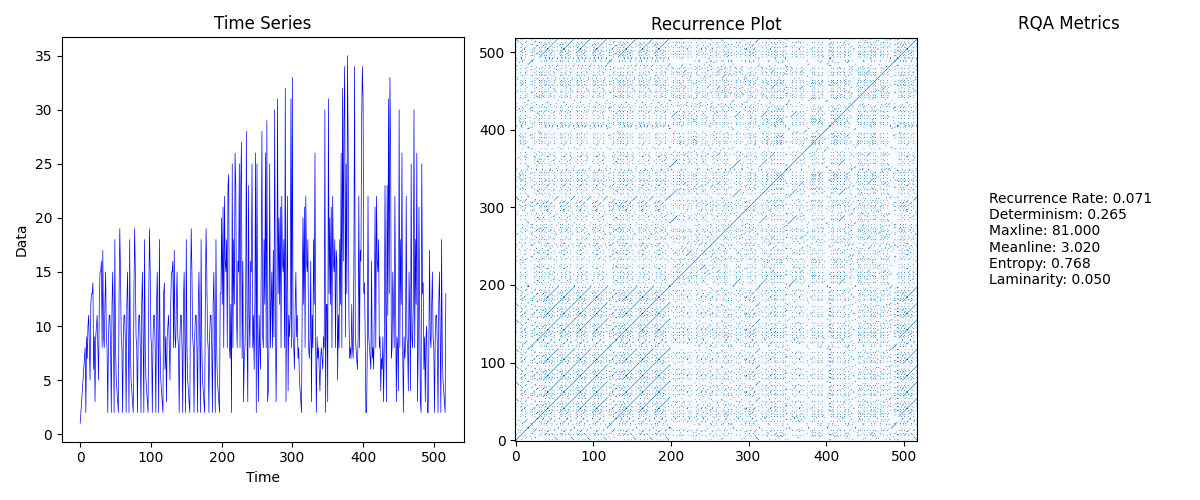 Time Series
Recurrence Plot
RQA Metrics
35
30
25
20
15
10
5
0
Data
0 100 200 300 400 500
Time
500
400
300
200
100
0
0 100 200 300 400 500
Recurrence Rate: 0.071
Determinism: 0.265
Maxline: 81.000
Meanline: 3.020
Entropy: 0.768
Laminarity: 0.050